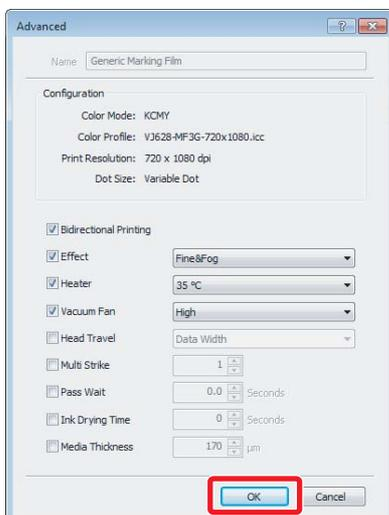 Advanced
Name Generic Marking Film
Configuration
Color Mode: KCMY
Color Profile: VJ628-MF3G-720x1080.icc
Print Resolution: 720 x 1080 dpi
Dot Size: Variable Dot
Bidirectional Printing
Effect Fine&Fog
Heater 35 ºC
Vacuum Fan High
Head Travel Data Width
Multi Strike 1
Pass Wait 0.0 Seconds
Ink Drying Time 0 Seconds
Media Thickness 170 µm
OK Cancel